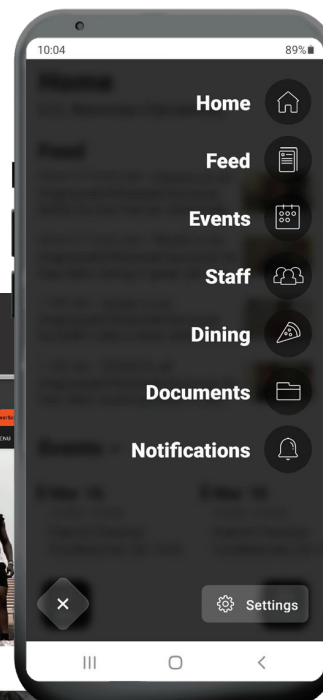 10:04 89%
Home
Feed
Events
Staff
Dining
Documents
Notifications
Settings